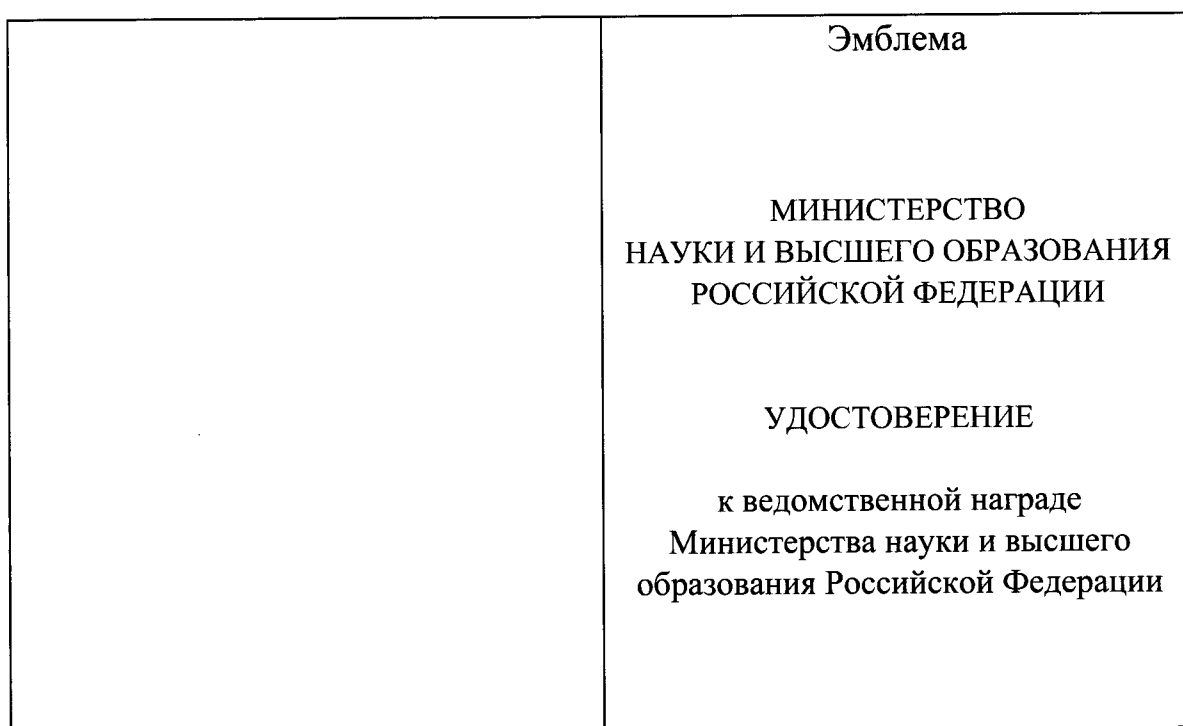 Эмблема
МИНИСТЕРСТВО
НАУКИ И ВЫСШЕГО ОБРАЗОВАНИЯ
РОССИЙСКОЙ ФЕДЕРАЦИИ
УДОСТОВЕРЕНИЕ
к ведомственной награде
Министерства науки и высшего
образования Российской Федерации